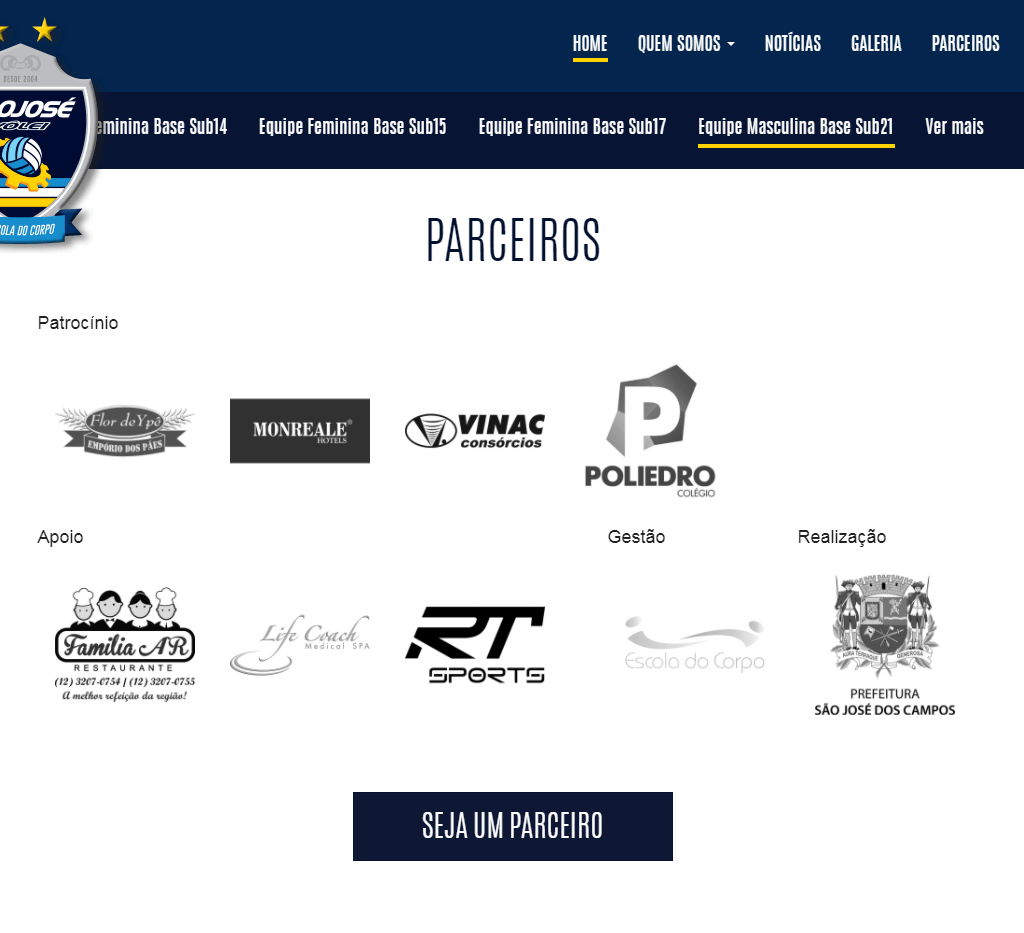 HOME QUEM SOMOS NOTÍCIAS GALERIA PARCEIROS
DESDE 2004
OJOSÉ
VÔLEI
OLA DO CORPO
eminina Base Sub14 Equipe Feminina Base Sub15 Equipe Feminina Base Sub17 Equipe Masculina Base Sub21 Ver mais
PARCEIROS
Patrocínio
Flor de Ypê
EMPÓRIO DOS PÃES
MONREALE®
HOTELS
VINAC
consórcios
P
POLIEDRO
COLÉGIO
Apoio Gestão Realização
Família AR
RESTAURANTE
(12) 3207-0754 | (12) 3207-0755
A melhor refeição da região!
Life Coach
Medical SPA
RT
SPORTS
Escola do Corpo
AURA TERRAQUE GENEROSA
PREFEITURA
SÃO JOSÉ DOS CAMPOS
SEJA UM PARCEIRO